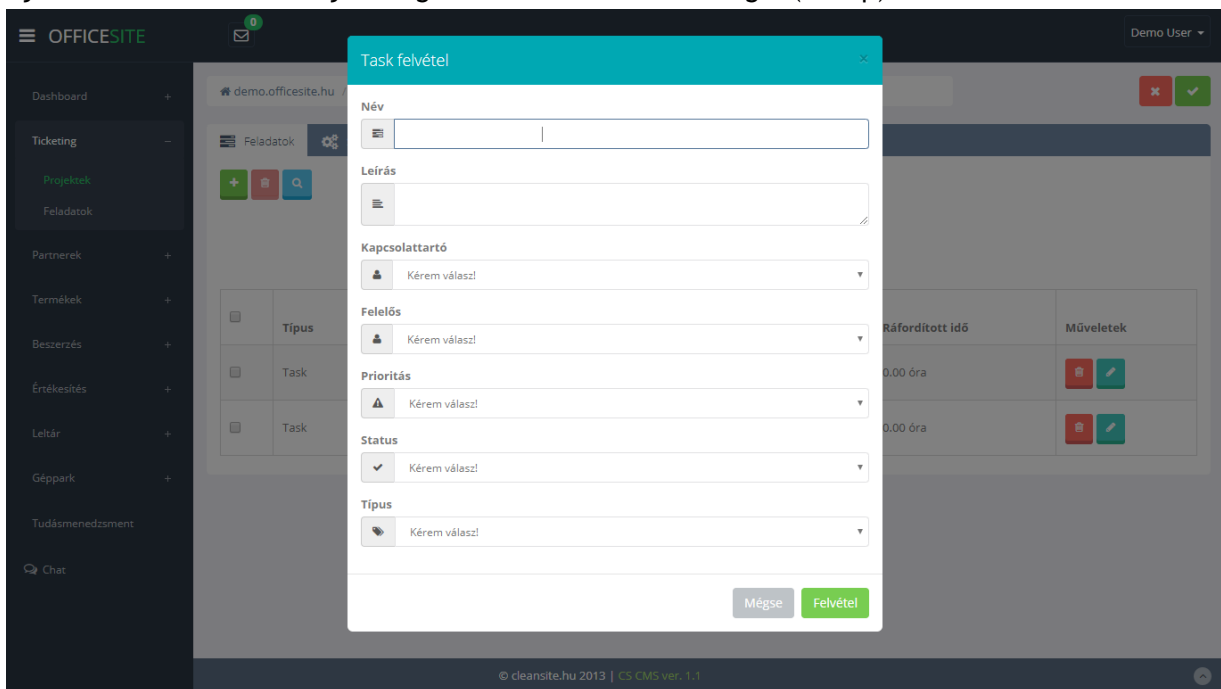 OFFICESITE
0
Demo User
Task felvétel
×
Dashboard +
demo.officesite.hu /
Név
Ticketing −
Feladatok
Projektek
Leírás
Feladatok
Kapcsolattartó
Partnerek +
Kérem válasz!
Termékek +
Felelős
Típus
Ráfordított idő
Műveletek
Kérem válasz!
Beszerzés +
Task
0.00 óra
Prioritás
Értékesítés +
Kérem válasz!
Task
0.00 óra
Leltár +
Status
Kérem válasz!
Géppark +
Típus
Tudásmenedzsment
Kérem válasz!
Chat
Mégse
Felvétel
© cleansite.hu 2013 | CS CMS ver. 1.1